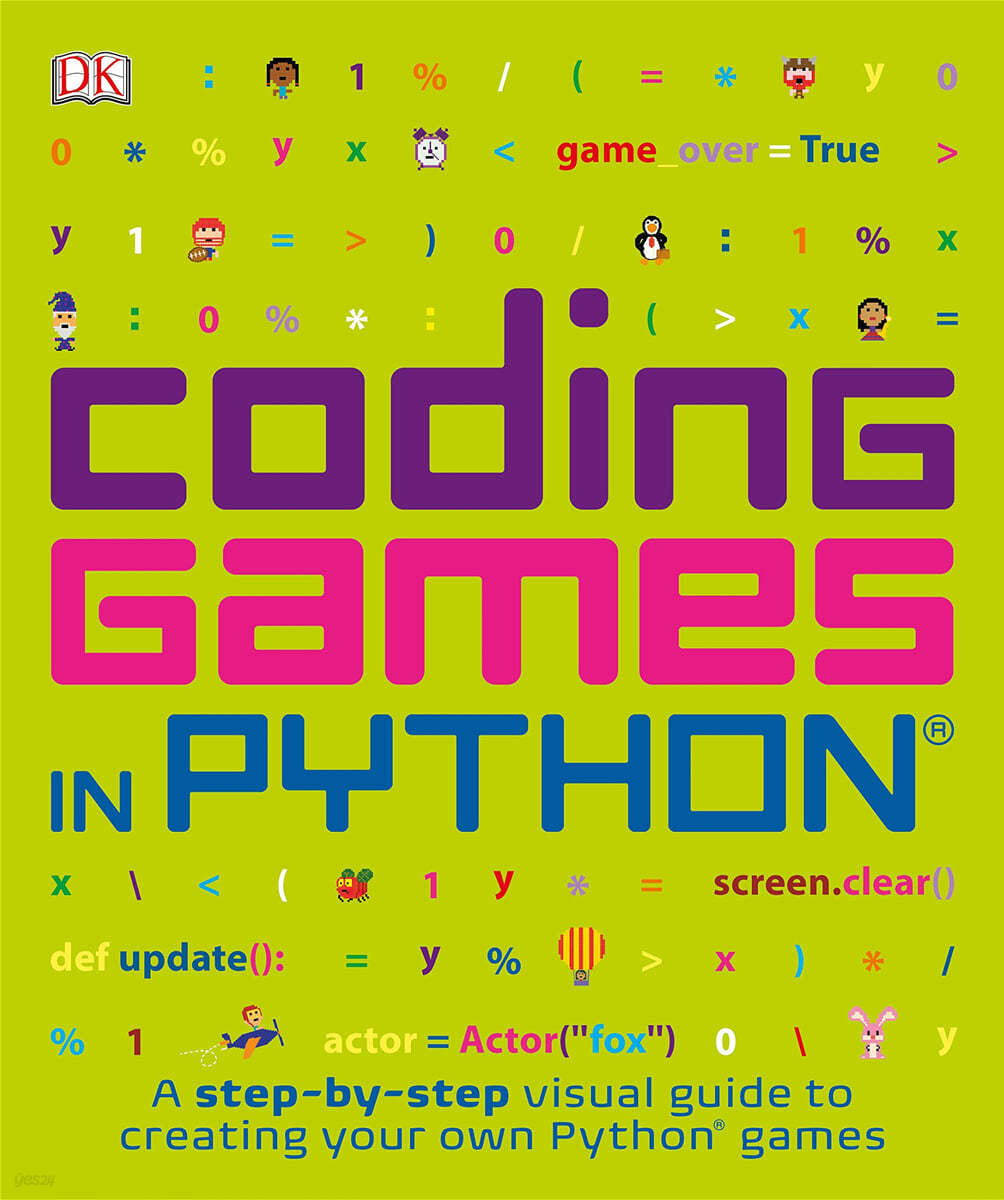 DK : 1 % / ( = * y 0
0 * % y x < game_over = True >
y 1 = > ) 0 / : 1 % x
: 0 % * : ( > x =
coding
games
IN PYTHON®
x \ < ( 1 y * = screen.clear()
def update(): = y % > x ) * /
% 1 actor = Actor("fox") 0 \ y
A step-by-step visual guide to
creating your own Python® games
yes24